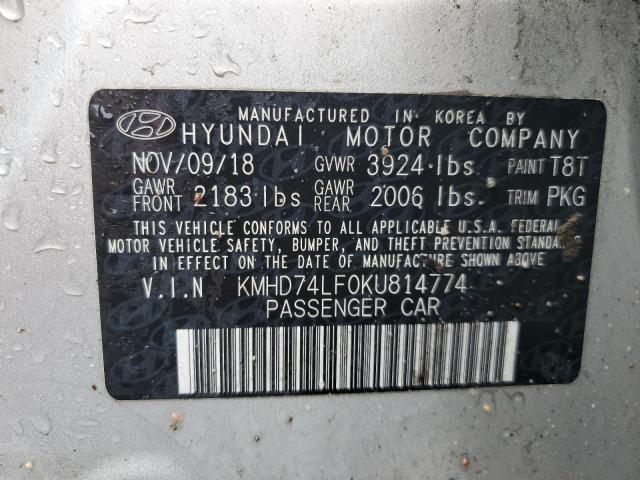 MANUFACTURED IN KOREA BY
HYUNDAI MOTOR COMPANY
NOV/09/18 GVWR 3924 lbs PAINT T8T
GAWR FRONT 2183 lbs GAWR REAR 2006 lbs. TRIM PKG
THIS VEHICLE CONFORMS TO ALL APPLICABLE U.S.A. FEDERAL
MOTOR VEHICLE SAFETY, BUMPER, AND THEFT PREVENTION STANDA
IN EFFECT ON THE DATE OF MANUFACTURE SHOWN ABOVE.
V.I.N KMHD74LF0KU814774
PASSENGER CAR